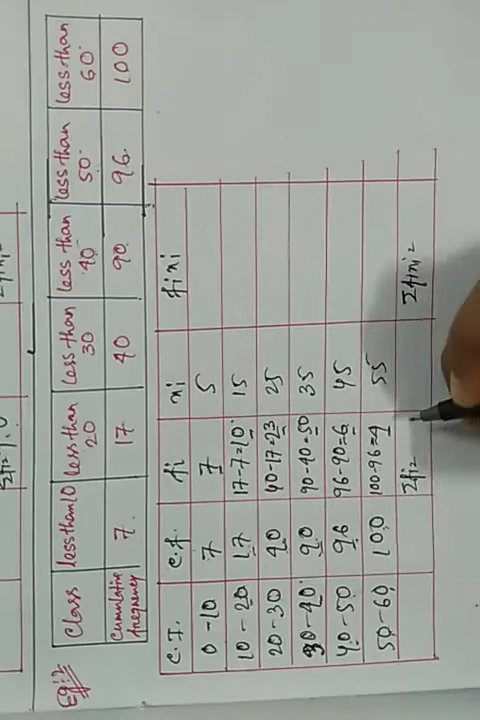 Eg:2
Class less than 10 less than 20 less than 30 less than 40 less than 50 less than 60
Cumulative frequency 7 17 40 90 96 100
C.I. c.f. fi xi fixi
0-10 7 7 5
10-20 17 17-7=10 15
20-30 40 40-17=23 25
30-40 90 90-40=50 35
40-50 96 96-90=6 45
50-60 100 100-96=4 55
Σfi= Σfixi=